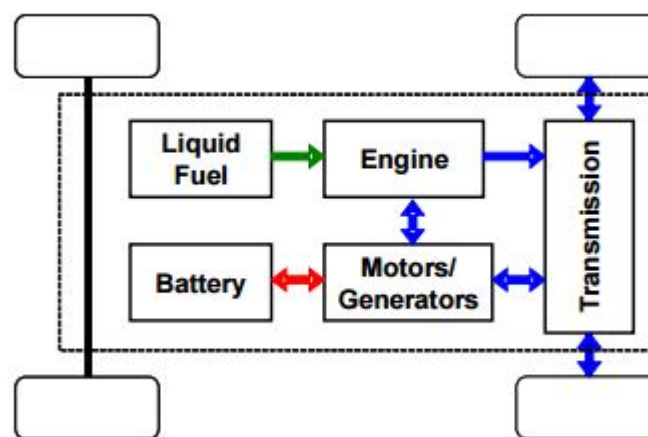 Liquid
Fuel
Engine
Transmission
Battery
Motors/
Generators